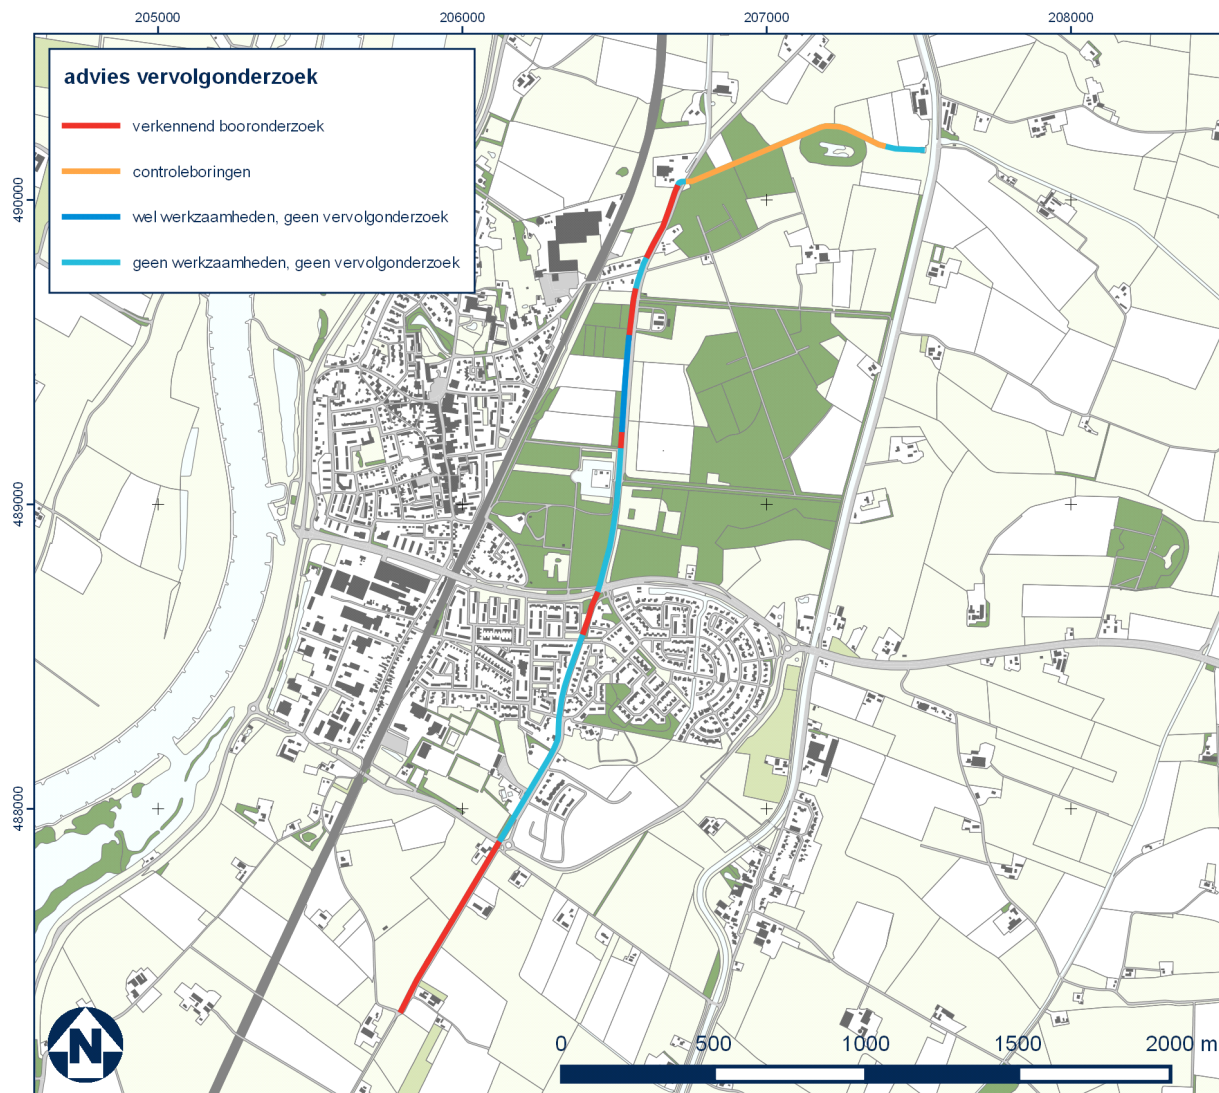 205000 206000 207000 208000
advies vervolgonderzoek
verkennend booronderzoek
controleboringen
wel werkzaamheden, geen vervolgonderzoek
geen werkzaamheden, geen vervolgonderzoek
490000
489000
488000
N
0 500 1000 1500 2000 m